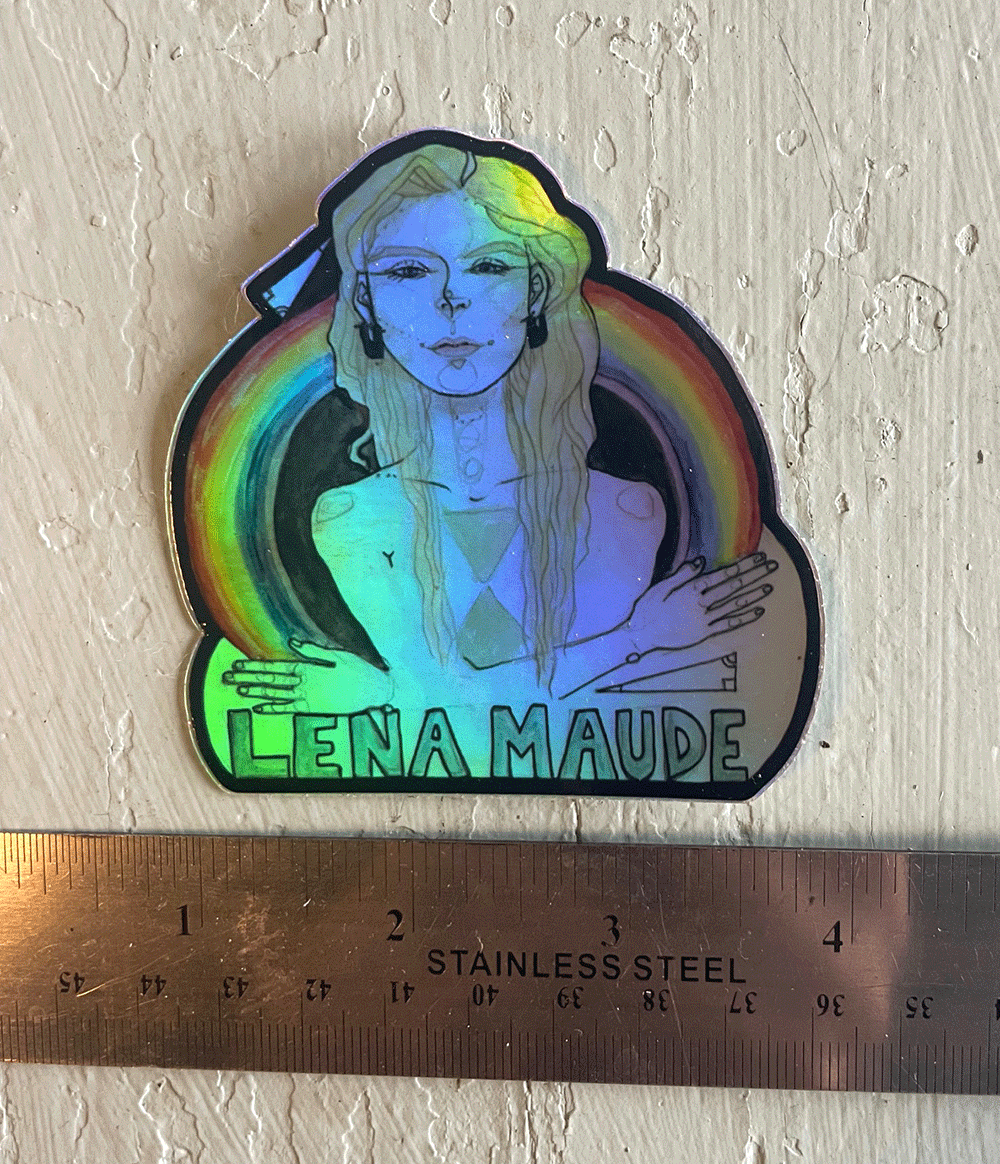 Y
LENA MAUDE
1 2 3 4
STAINLESS STEEL
45 44 43 42 41 40 39 38 37 36 35